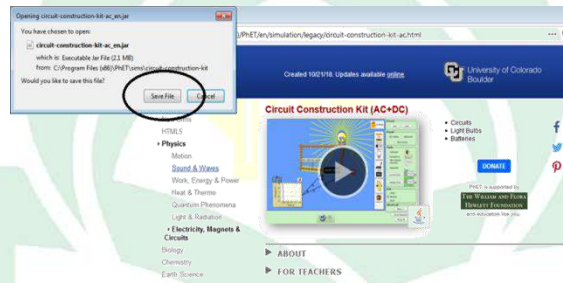 Opening circuit-construction-kit-ac_en.jar
You have chosen to open:
circuit-construction-kit-ac_en.jar
which is: Executable Jar File (2.1 MB)
from: C:\Program Files (x86)\PhET\sims\circuit-construction-kit
Would you like to save this file?
Save File
Cancel
)/PhET/en/simulation/legacy/circuit-construction-kit-ac.html
Created 10/21/16. Updates available online.
University of Colorado
Boulder
HTML5
Physics
Motion
Sound & Waves
Work, Energy & Power
Heat & Thermo
Quantum Phenomena
Light & Radiation
Electricity, Magnets &
Circuits
Biology
Chemistry
Earth Science
Circuit Construction Kit (AC+DC)
Circuits
Light Bulbs
Batteries
DONATE
PhET is supported by
THE WILLIAM AND FLORA
HEWLETT FOUNDATION
and educators like you.
ABOUT
FOR TEACHERS